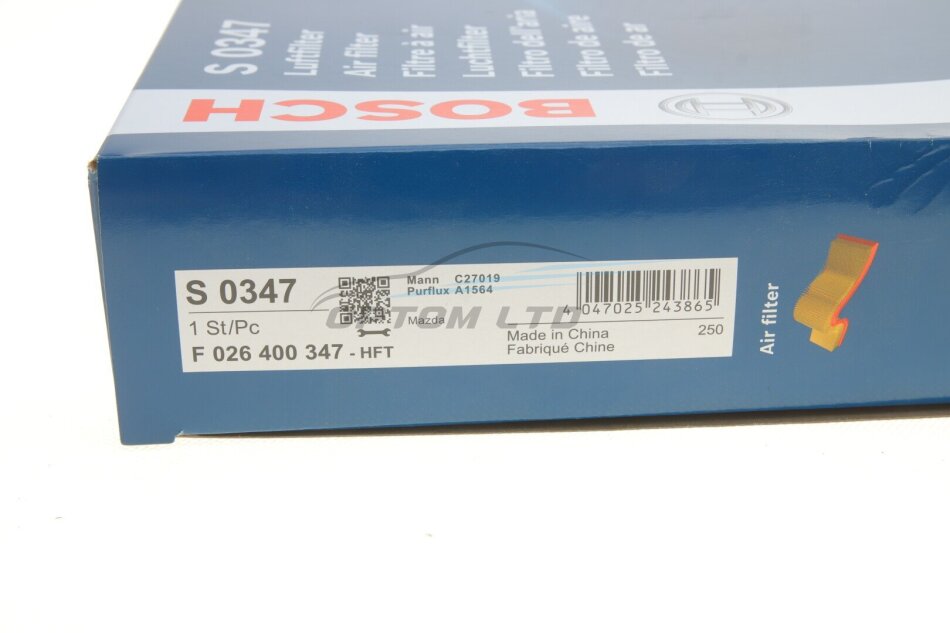 S 0347
Luftfilter
Air filter
Filtre à air
Luchtfilter
Filtro dell'aria
Filtro de aire
Filtro de ar
BOSCH
S 0347
1 St/Pc
F 026 400 347 - HFT
Mann C27019
Purflux A1564
Mazda
4 047025 243865
Made in China
Fabriqué Chine
250
Air filter
OPTOM LTD